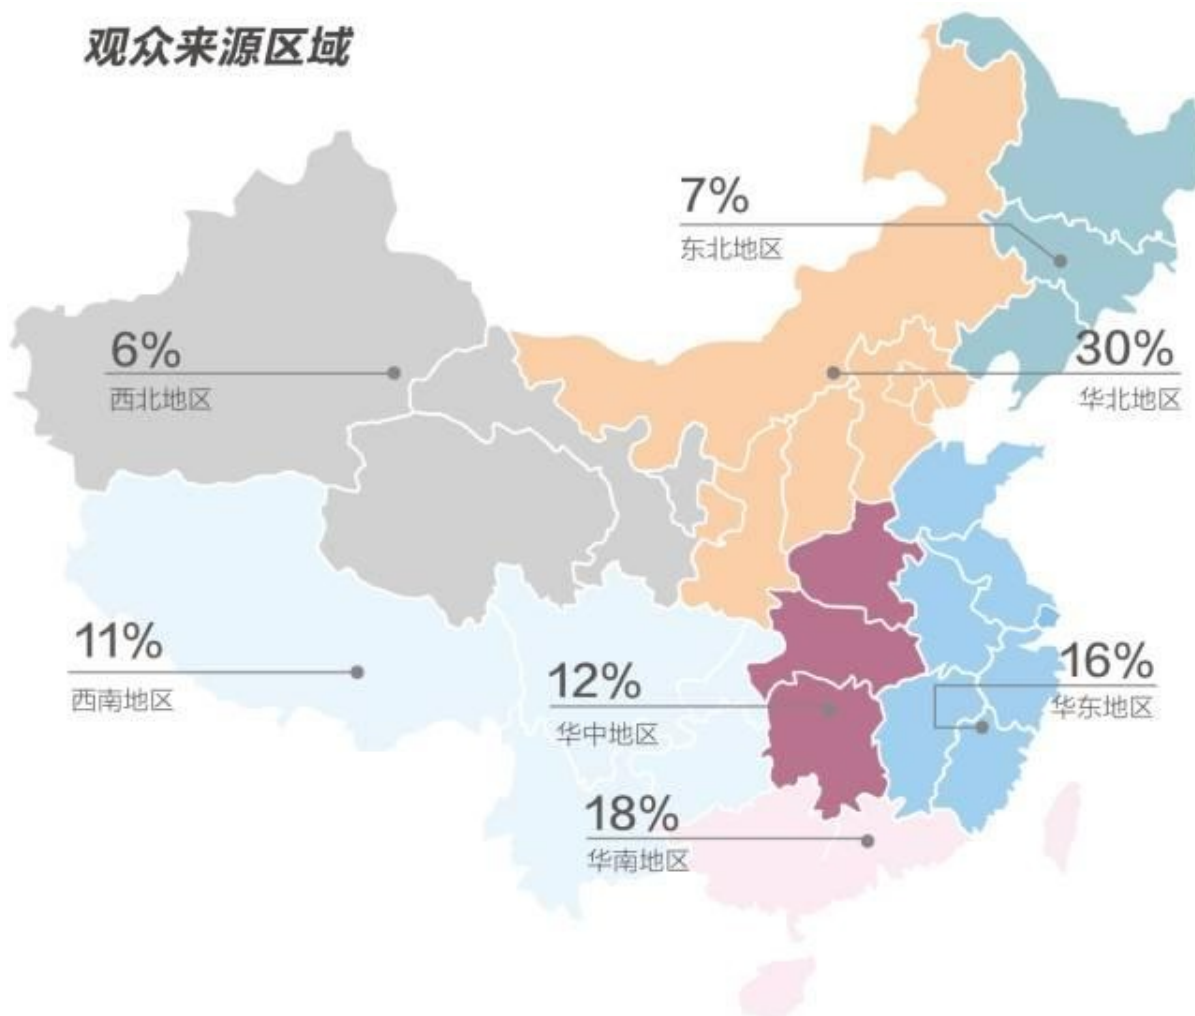 观众来源区域
7%
东北地区
6%
西北地区
30%
华北地区
11%
西南地区
12%
华中地区
16%
华东地区
18%
华南地区